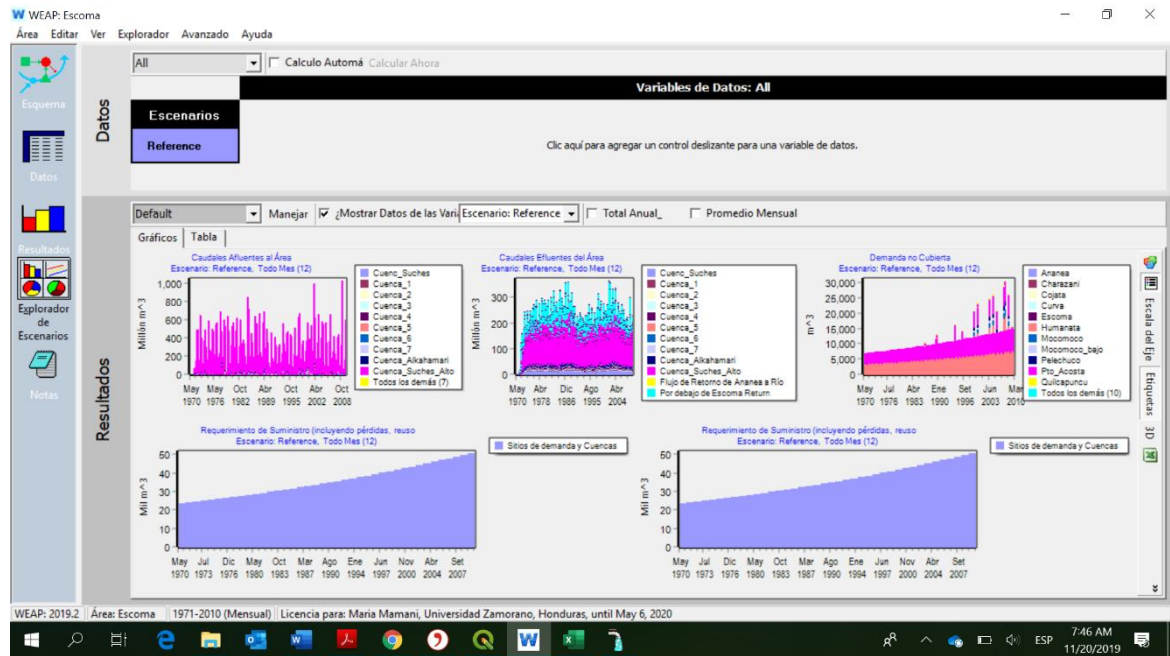 WEAP: Escoma
Área Editar Ver Explorador Avanzado Ayuda
Esquema
Datos
Resultados
Explorador
de
Escenarios
Notas
Datos
All
Calculo Automá Calcular Ahora
Variables de Datos: All
Escenarios
Reference
Clic aquí para agregar un control deslizante para una variable de datos.
Resultados
Default Manejar ¿Mostrar Datos de las Vari Escenario: Reference Total Anual_ Promedio Mensual
Gráficos Tabla
Caudales Afluentes al Área
Escenario: Reference, Todo Mes (12)
Millón m^3
1,000
800
600
400
200
0
May May Oct Abr Oct Abr Oct
1970 1976 1982 1989 1995 2002 2008
Cuenc_Suches
Cuenca_1
Cuenca_2
Cuenca_3
Cuenca_4
Cuenca_5
Cuenca_6
Cuenca_7
Cuenca_Alkahamari
Cuenca_Suches_Alto
Todos los demás (7)
Caudales Efluentes del Área
Escenario: Reference, Todo Mes (12)
Millón m^3
300
200
100
0
May Abr Dic Ago Abr
1970 1978 1986 1995 2004
Cuenc_Suches
Cuenca_1
Cuenca_2
Cuenca_3
Cuenca_4
Cuenca_5
Cuenca_6
Cuenca_7
Cuenca_Alkahamari
Cuenca_Suches_Alto
Flujo de Retorno de Ananea a Río
Por debajo de Escoma Return
Demanda no Cubierta
Escenario: Reference, Todo Mes (12)
m^3
30,000
25,000
20,000
15,000
10,000
5,000
0
May Jul Abr Ene Set Jun Mar
1970 1976 1983 1990 1996 2003 2010
Ananea
Charazani
Cojata
Curva
Escoma
Humanata
Mocomoco
Mocomoco_bajo
Pelechuco
Pto_Acosta
Quilcapuncu
Todos los demás (10)
Escala del Eje
Etiquetas
3D
Requerimiento de Suministro (incluyendo pérdidas, reuso
Escenario: Reference, Todo Mes (12)
Mil m^3
50
40
30
20
10
0
May Jul Dic May Oct Mar Ago Ene Jun Nov Abr Set
1970 1973 1976 1980 1983 1987 1990 1994 1997 2000 2004 2007
Sitios de demanda y Cuencas
Requerimiento de Suministro (incluyendo pérdidas, reuso
Escenario: Reference, Todo Mes (12)
Mil m^3
50
40
30
20
10
0
May Jul Dic May Oct Mar Ago Ene Jun Nov Abr Set
1970 1973 1976 1980 1983 1987 1990 1994 1997 2000 2004 2007
Sitios de demanda y Cuencas
WEAP: 2019.2 Área: Escoma 1971-2010 (Mensual) Licencia para: Maria Mamani, Universidad Zamorano, Honduras, until May 6, 2020
ESP
7:46 AM
11/20/2019